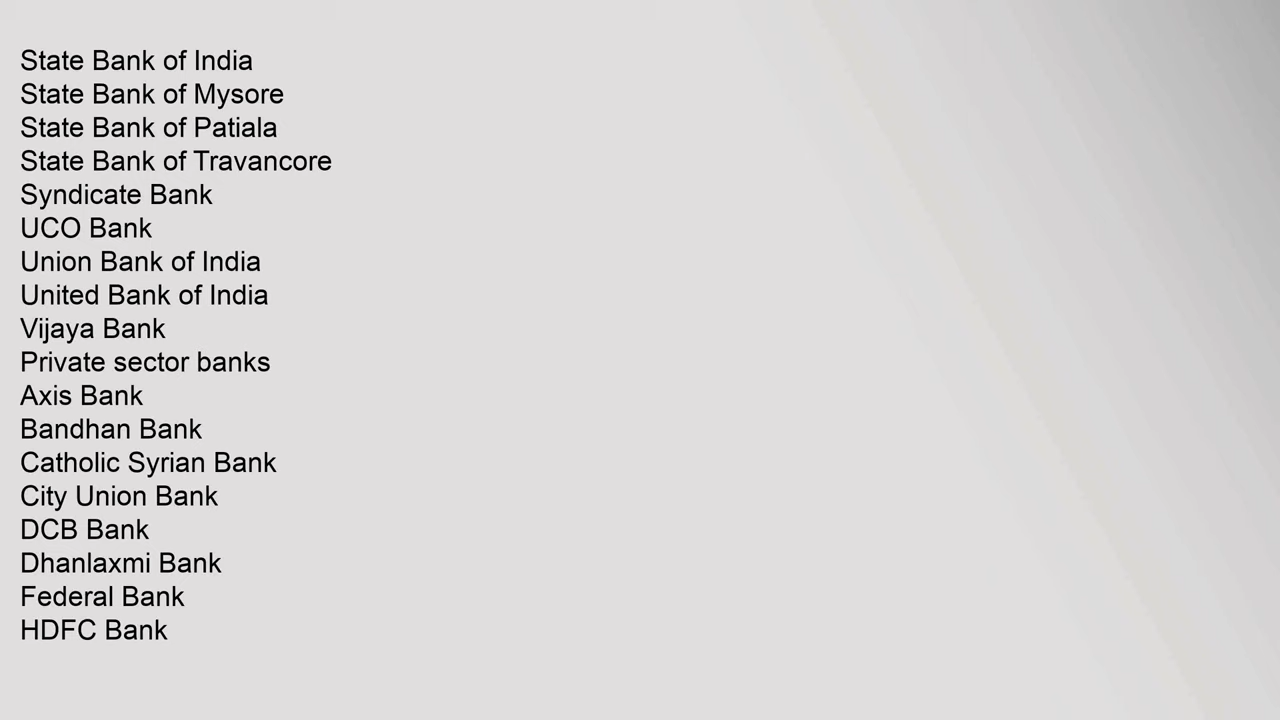 State Bank of India
State Bank of Mysore
State Bank of Patiala
State Bank of Travancore
Syndicate Bank
UCO Bank
Union Bank of India
United Bank of India
Vijaya Bank
Private sector banks
Axis Bank
Bandhan Bank
Catholic Syrian Bank
City Union Bank
DCB Bank
Dhanlaxmi Bank
Federal Bank
HDFC Bank